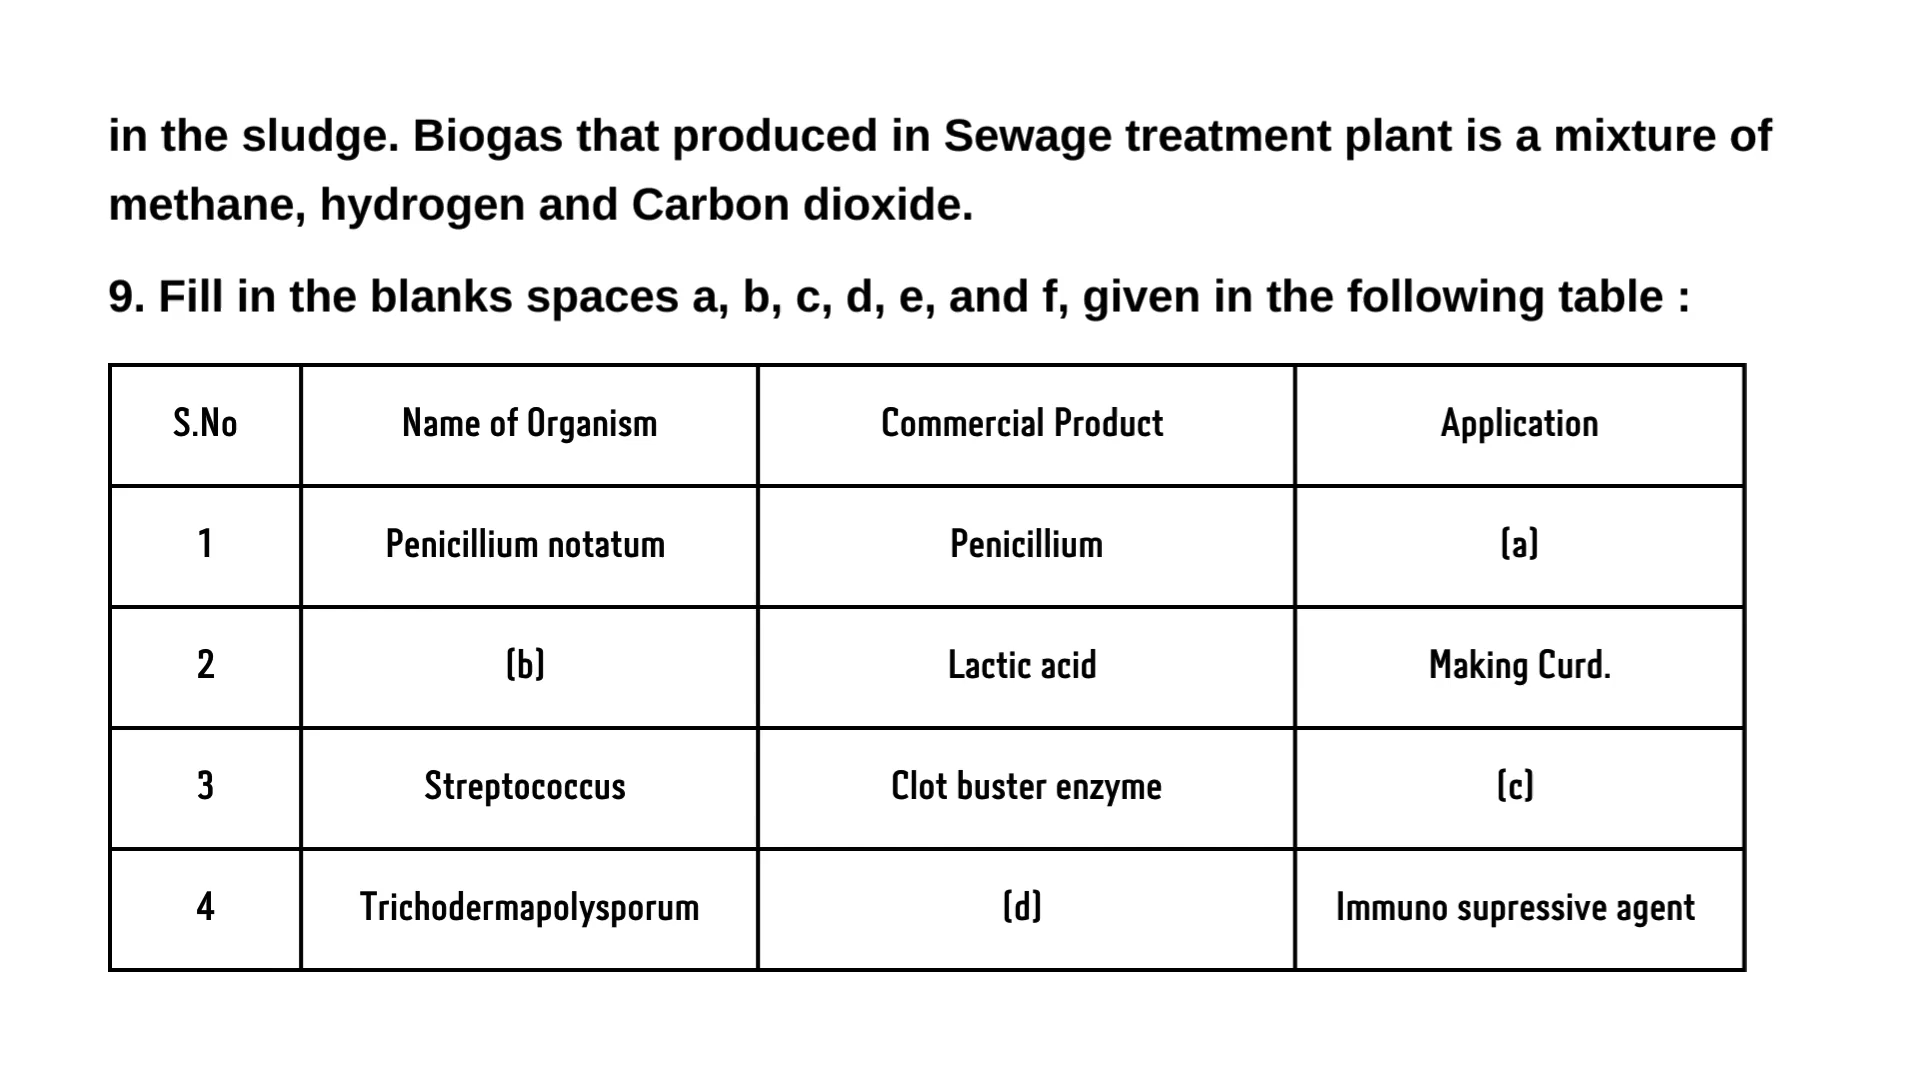 in the sludge. Biogas that produced in Sewage treatment plant is a mixture of
methane, hydrogen and Carbon dioxide.
9. Fill in the blanks spaces a, b, c, d, e, and f, given in the following table :
S.No Name of Organism Commercial Product Application
1 Penicillium notatum Penicillium (a)
2 (b) Lactic acid Making Curd.
3 Streptococcus Clot buster enzyme (c)
4 Trichodermapolysporum (d) Immuno supressive agent